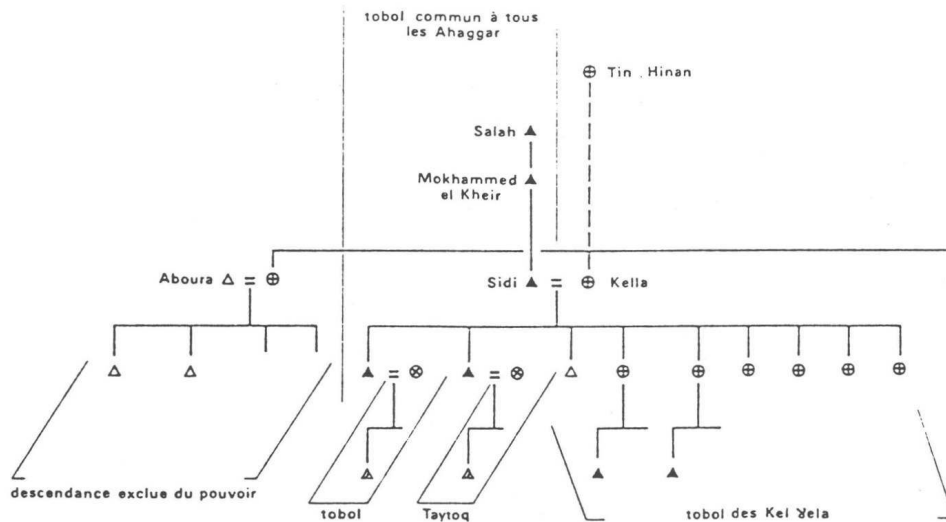 tobol commun à tous
les Ahaggar
Tin Hinan
Salah
Mokhammed
el Kheir
Aboura
Sidi
Kella
descendance exclue du pouvoir
tobol
Taytoq
tobol des Kel Ɣela